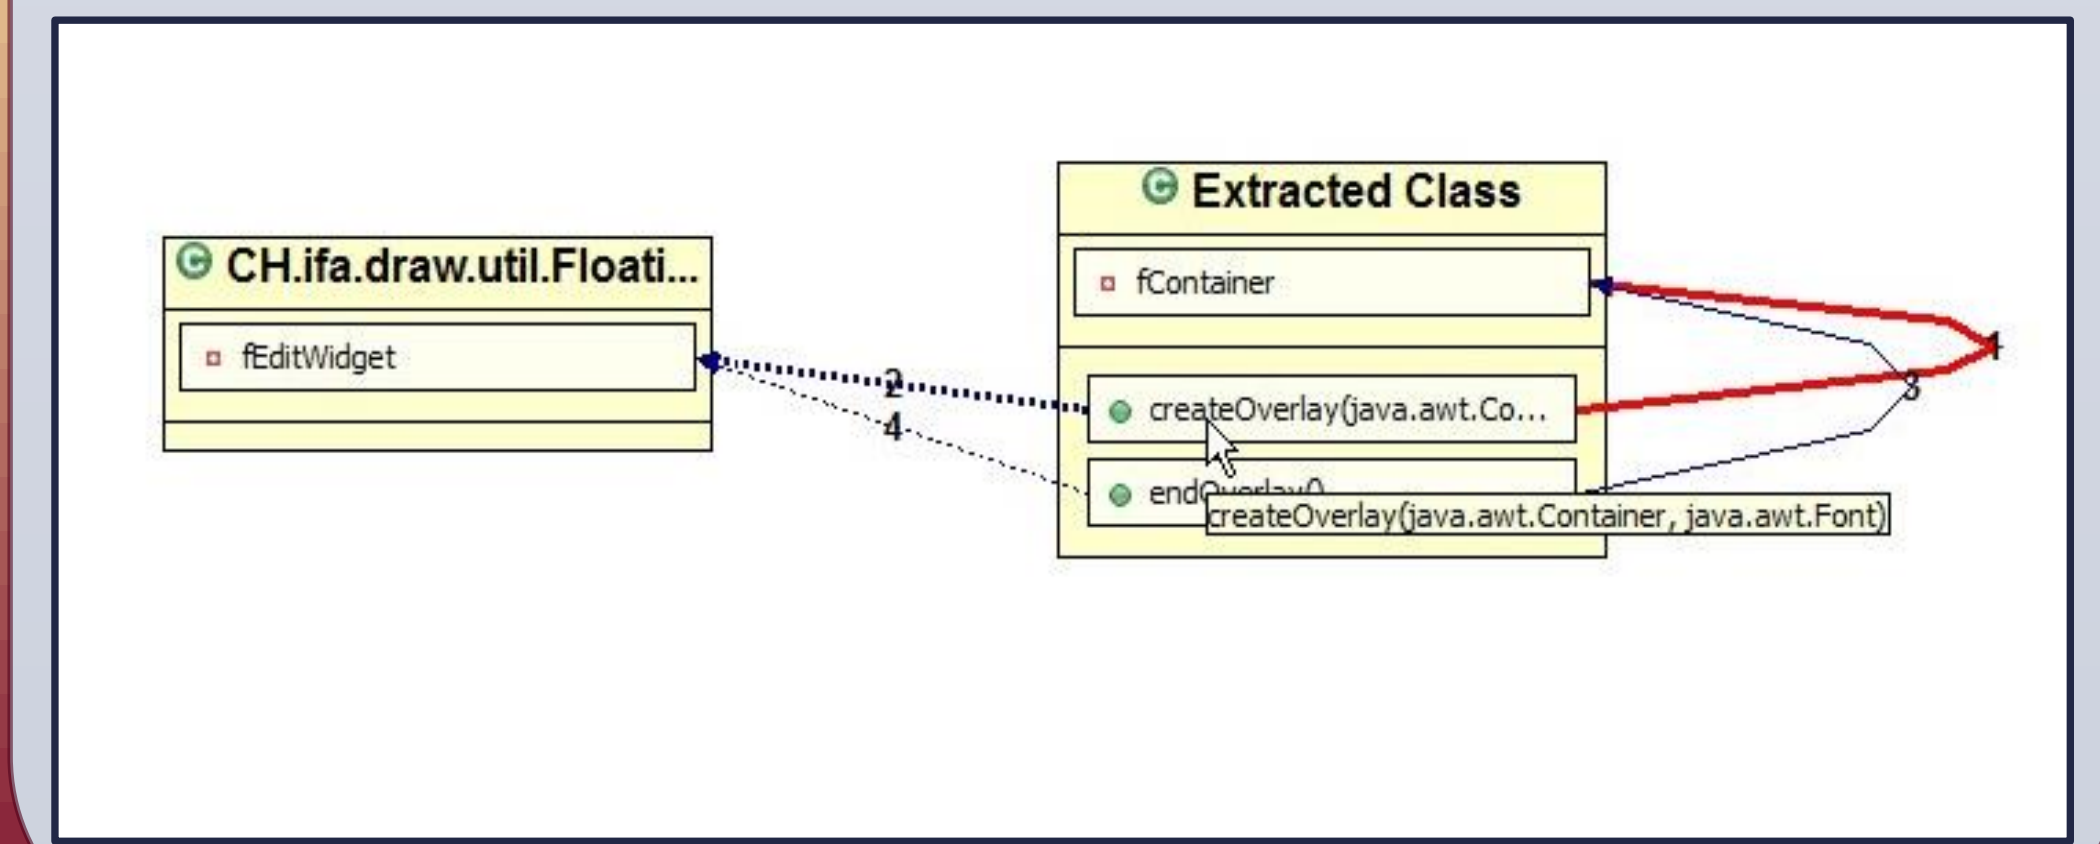 CH.ifa.draw.util.Floati...
fEditWidget
2
4
Extracted Class
fContainer
createOverlay(java.awt.Co...
endOverlay()
createOverlay(java.awt.Container, java.awt.Font)
1
3